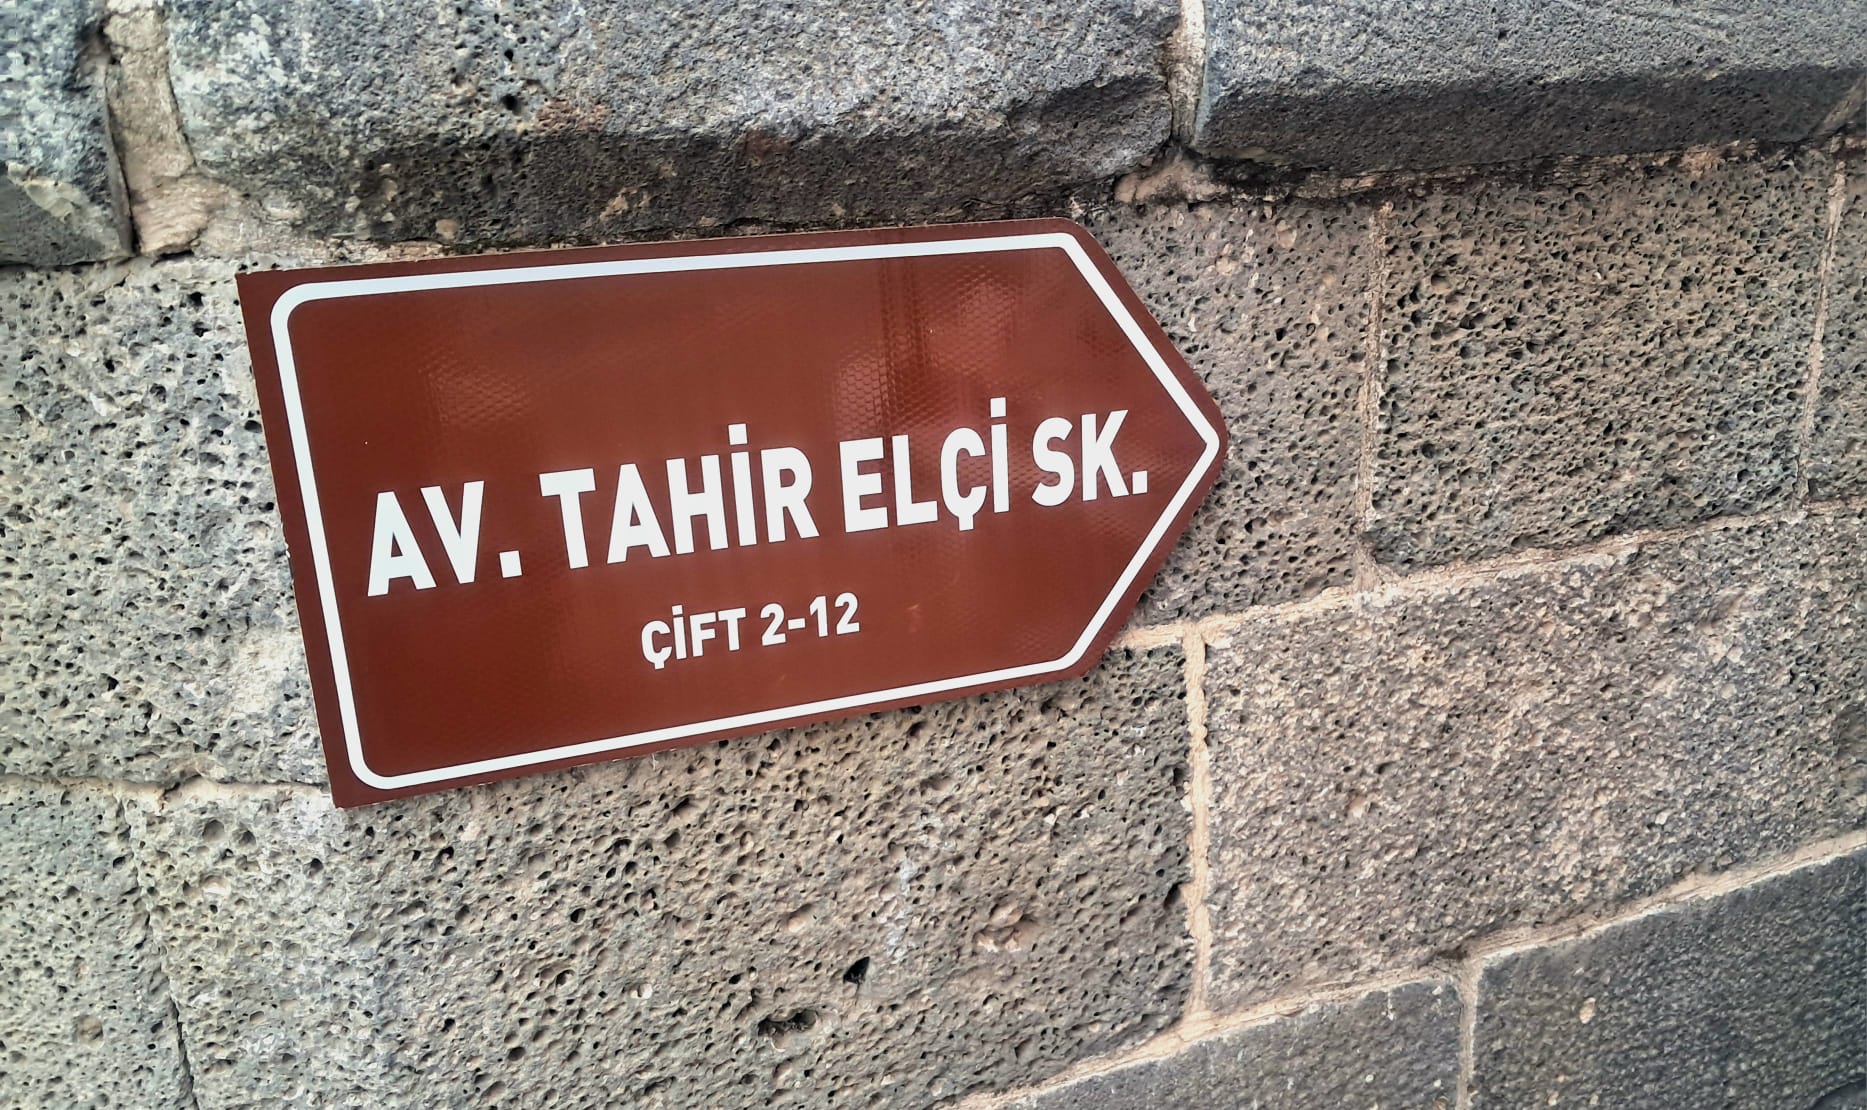 AV. TAHİR ELÇİ SK.
ÇİFT 2-12